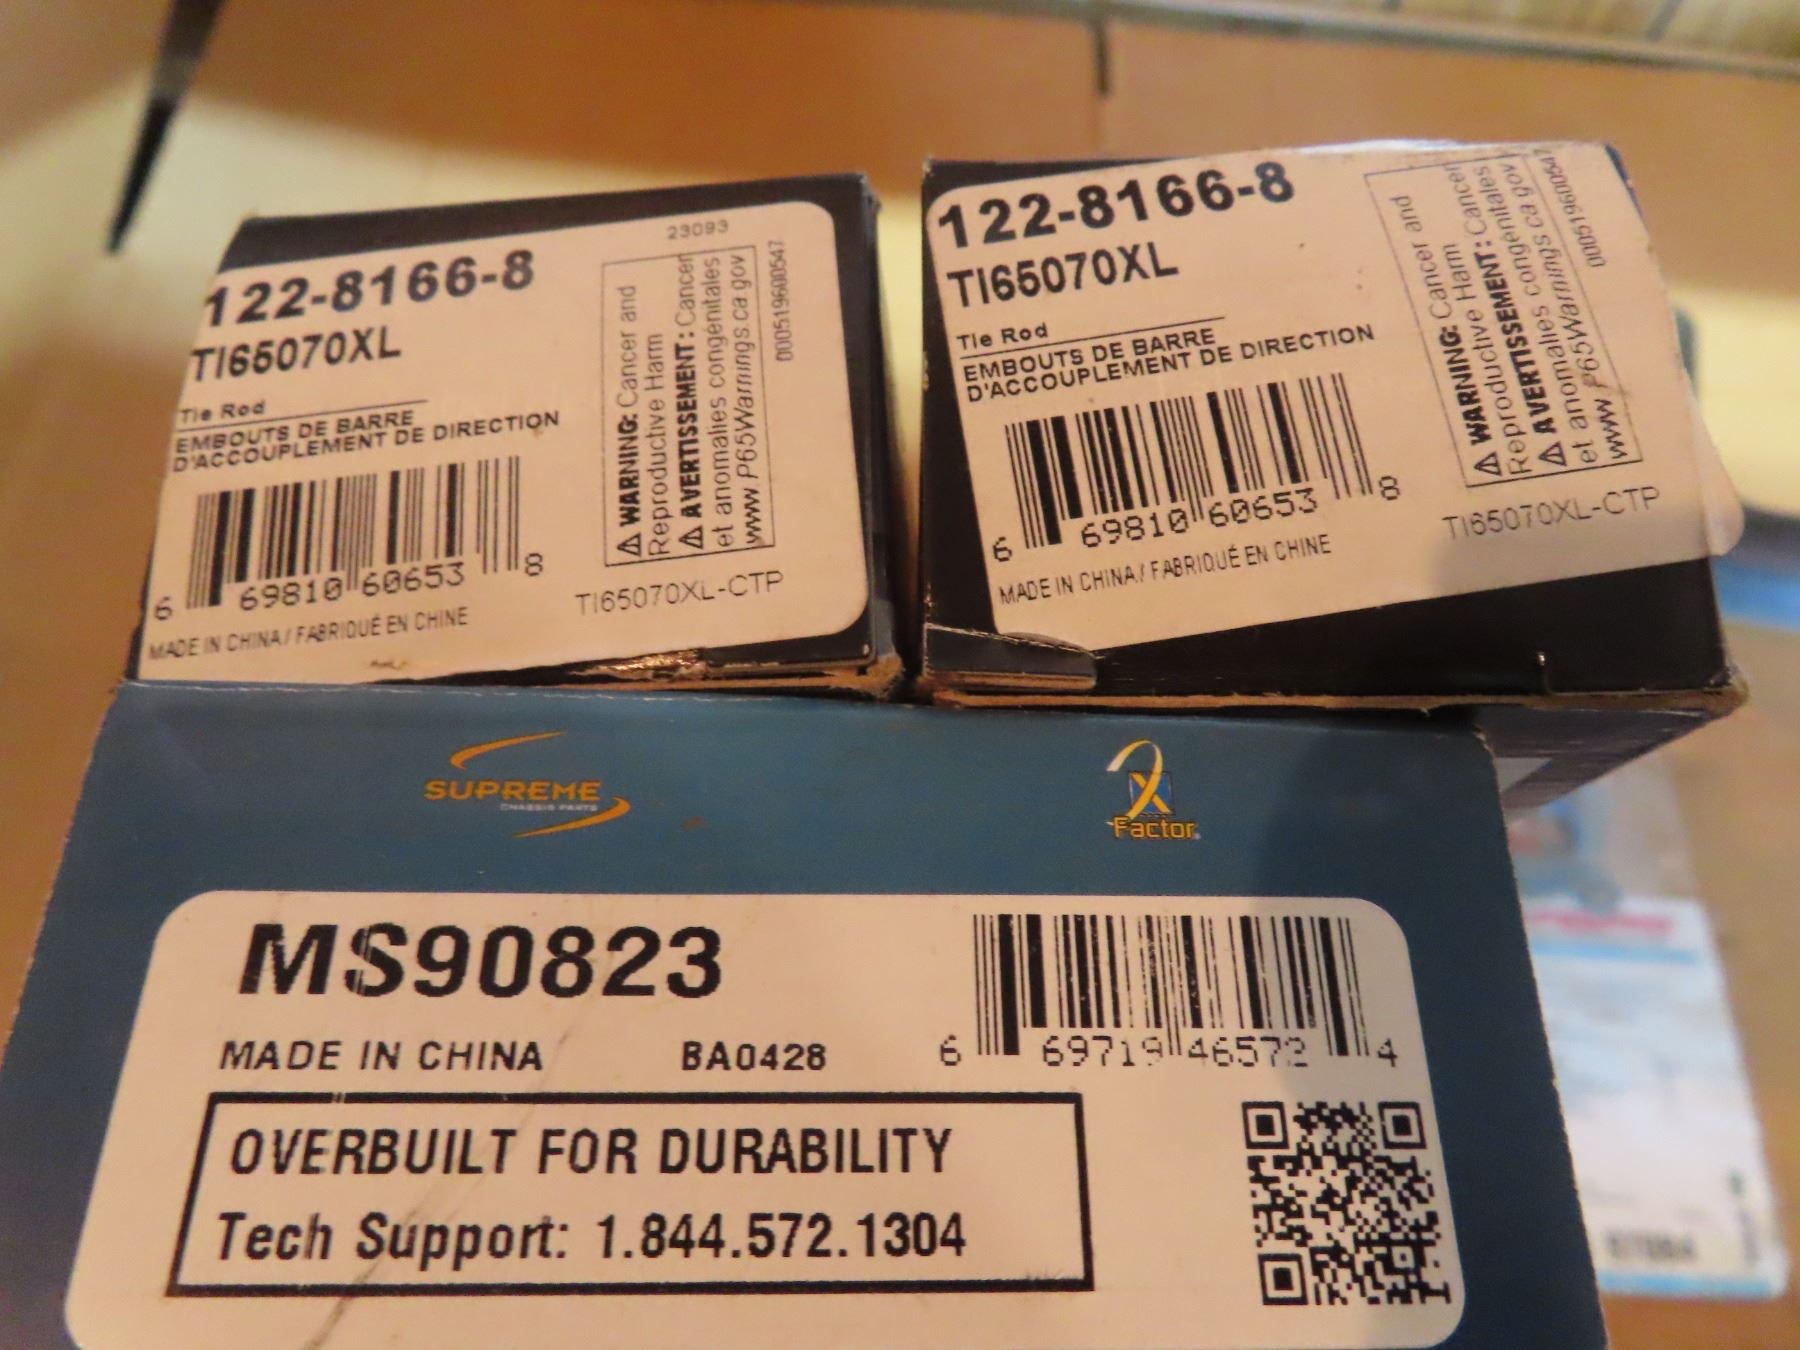 23093
122-8166-8
TI65070XL
Tie Rod
EMBOUTS DE BARRE
D'ACCOUPLEMENT DE DIRECTION
6 69810 60653 8
MADE IN CHINA / FABRIQUÉ EN CHINE
⚠ WARNING: Cancer and
Reproductive Harm
⚠ AVERTISSEMENT: Cancer
et anomalies congénitales
www.P65Warnings.ca.gov
000519600547
TI65070XL-CTP
122-8166-8
TI65070XL
Tie Rod
EMBOUTS DE BARRE
D'ACCOUPLEMENT DE DIRECTION
6 69810 60653 8
MADE IN CHINA / FABRIQUÉ EN CHINE
⚠ WARNING: Cancer and
Reproductive Harm
⚠ AVERTISSEMENT: Cancer
et anomalies congénitales
www.P65Warnings.ca.gov
TI65070XL-CTP
SUPREME
CHASSIS PARTS
X
Factor
MS90823
MADE IN CHINA BA0428
6 69719 46572 4
OVERBUILT FOR DURABILITY
Tech Support: 1.844.572.1304